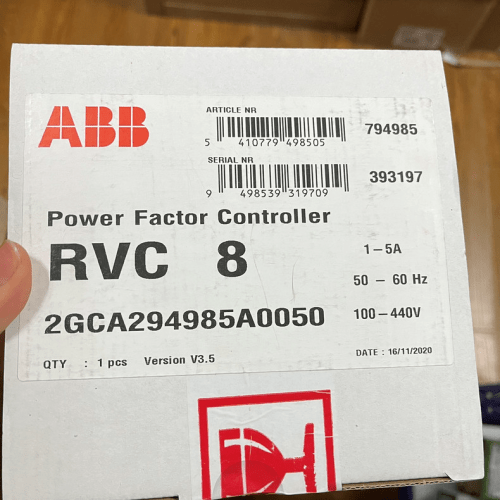 ABB
ARTICLE NR
5 410779 498505
794985
SERIAL NR
9 498539 319709
393197
Power Factor Controller
RVC 8
1-5A
50 - 60 Hz
2GCA294985A0050
100-440V
QTY : 1 pcs Version V3.5
DATE : 16/11/2020